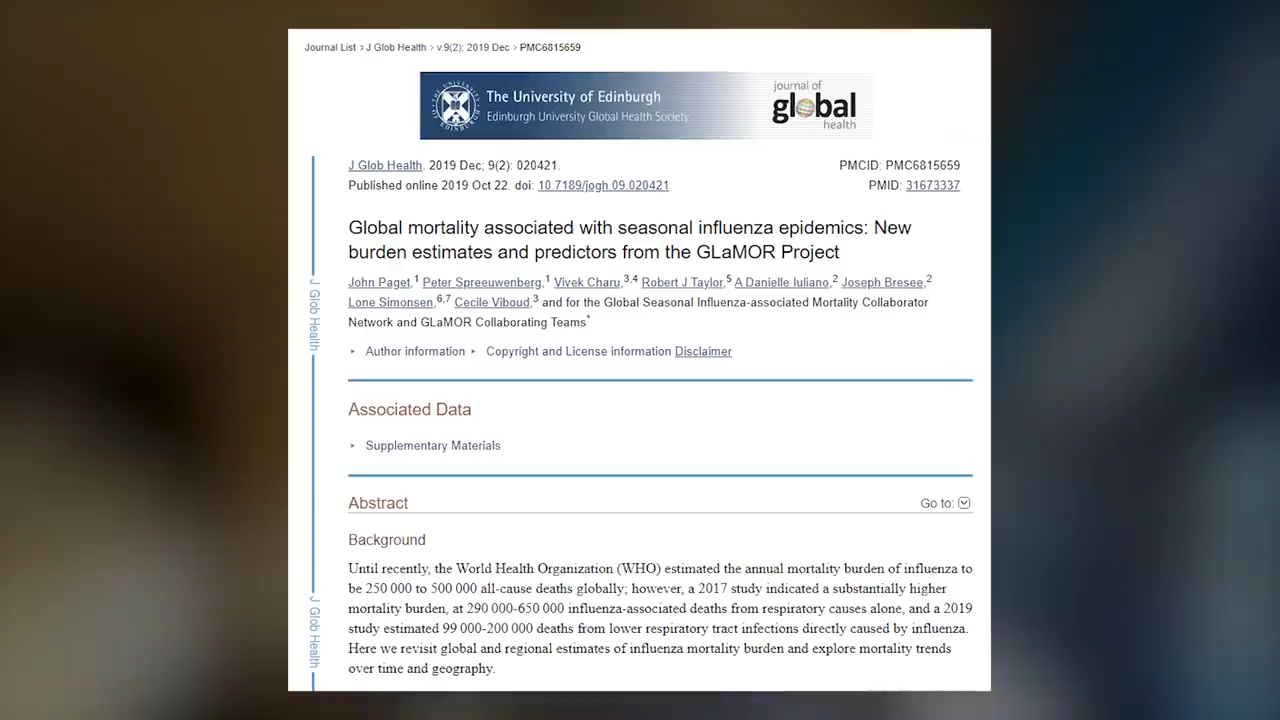 Journal List > J Glob Health > v.9(2); 2019 Dec > PMC6815659
The University of Edinburgh
Edinburgh University Global Health Society
journal of
global
health
J Glob Health. 2019 Dec; 9(2): 020421.
PMCID: PMC6815659
Published online 2019 Oct 22. doi: 10.7189/jogh.09.020421
PMID: 31673337
Global mortality associated with seasonal influenza epidemics: New
burden estimates and predictors from the GLaMOR Project
John Paget,1 Peter Spreeuwenberg,1 Vivek Charu,3,4 Robert J Taylor,5 A Danielle Iuliano,2 Joseph Bresee,2
Lone Simonsen,6,7 Cecile Viboud,3 and for the Global Seasonal Influenza-associated Mortality Collaborator
Network and GLaMOR Collaborating Teams*
▸ Author information ▸ Copyright and License information Disclaimer
J Glob Health
Associated Data
▸ Supplementary Materials
Abstract
Go to:
Background
Until recently, the World Health Organization (WHO) estimated the annual mortality burden of influenza to
be 250 000 to 500 000 all-cause deaths globally; however, a 2017 study indicated a substantially higher
mortality burden, at 290 000-650 000 influenza-associated deaths from respiratory causes alone, and a 2019
study estimated 99 000-200 000 deaths from lower respiratory tract infections directly caused by influenza.
Here we revisit global and regional estimates of influenza mortality burden and explore mortality trends
over time and geography.
J Glob Health